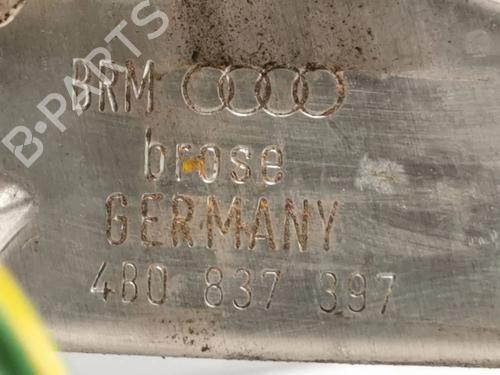 B-PARTS
BRM
brose
GERMANY
4B0 837 397